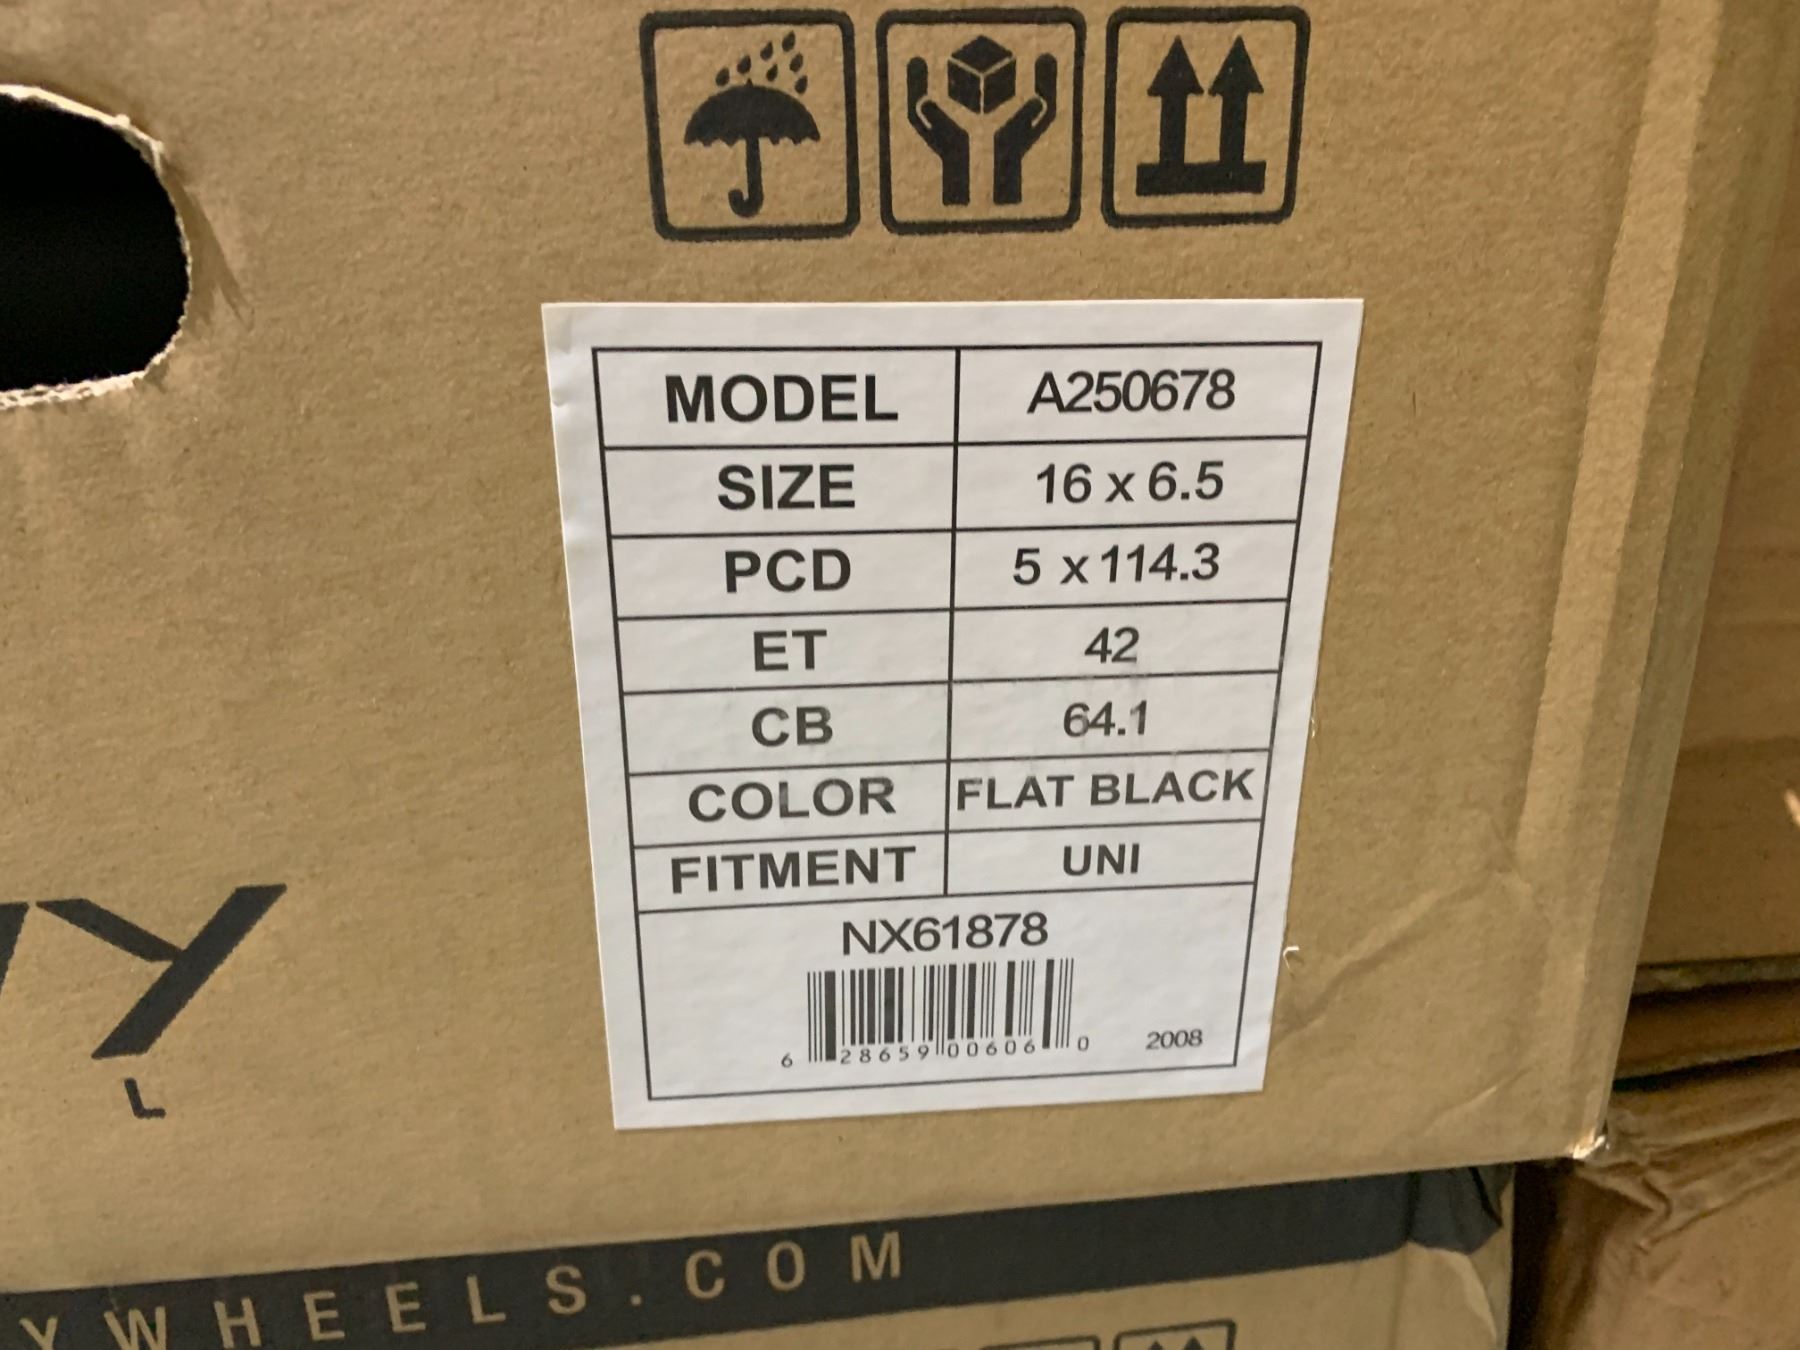 MODEL A250678
SIZE 16 x 6.5
PCD 5 x 114.3
ET 42
CB 64.1
COLOR FLAT BLACK
FITMENT UNI
NX61878
6 28659 00606 0
2008
Y
L
YWHEELS.COM